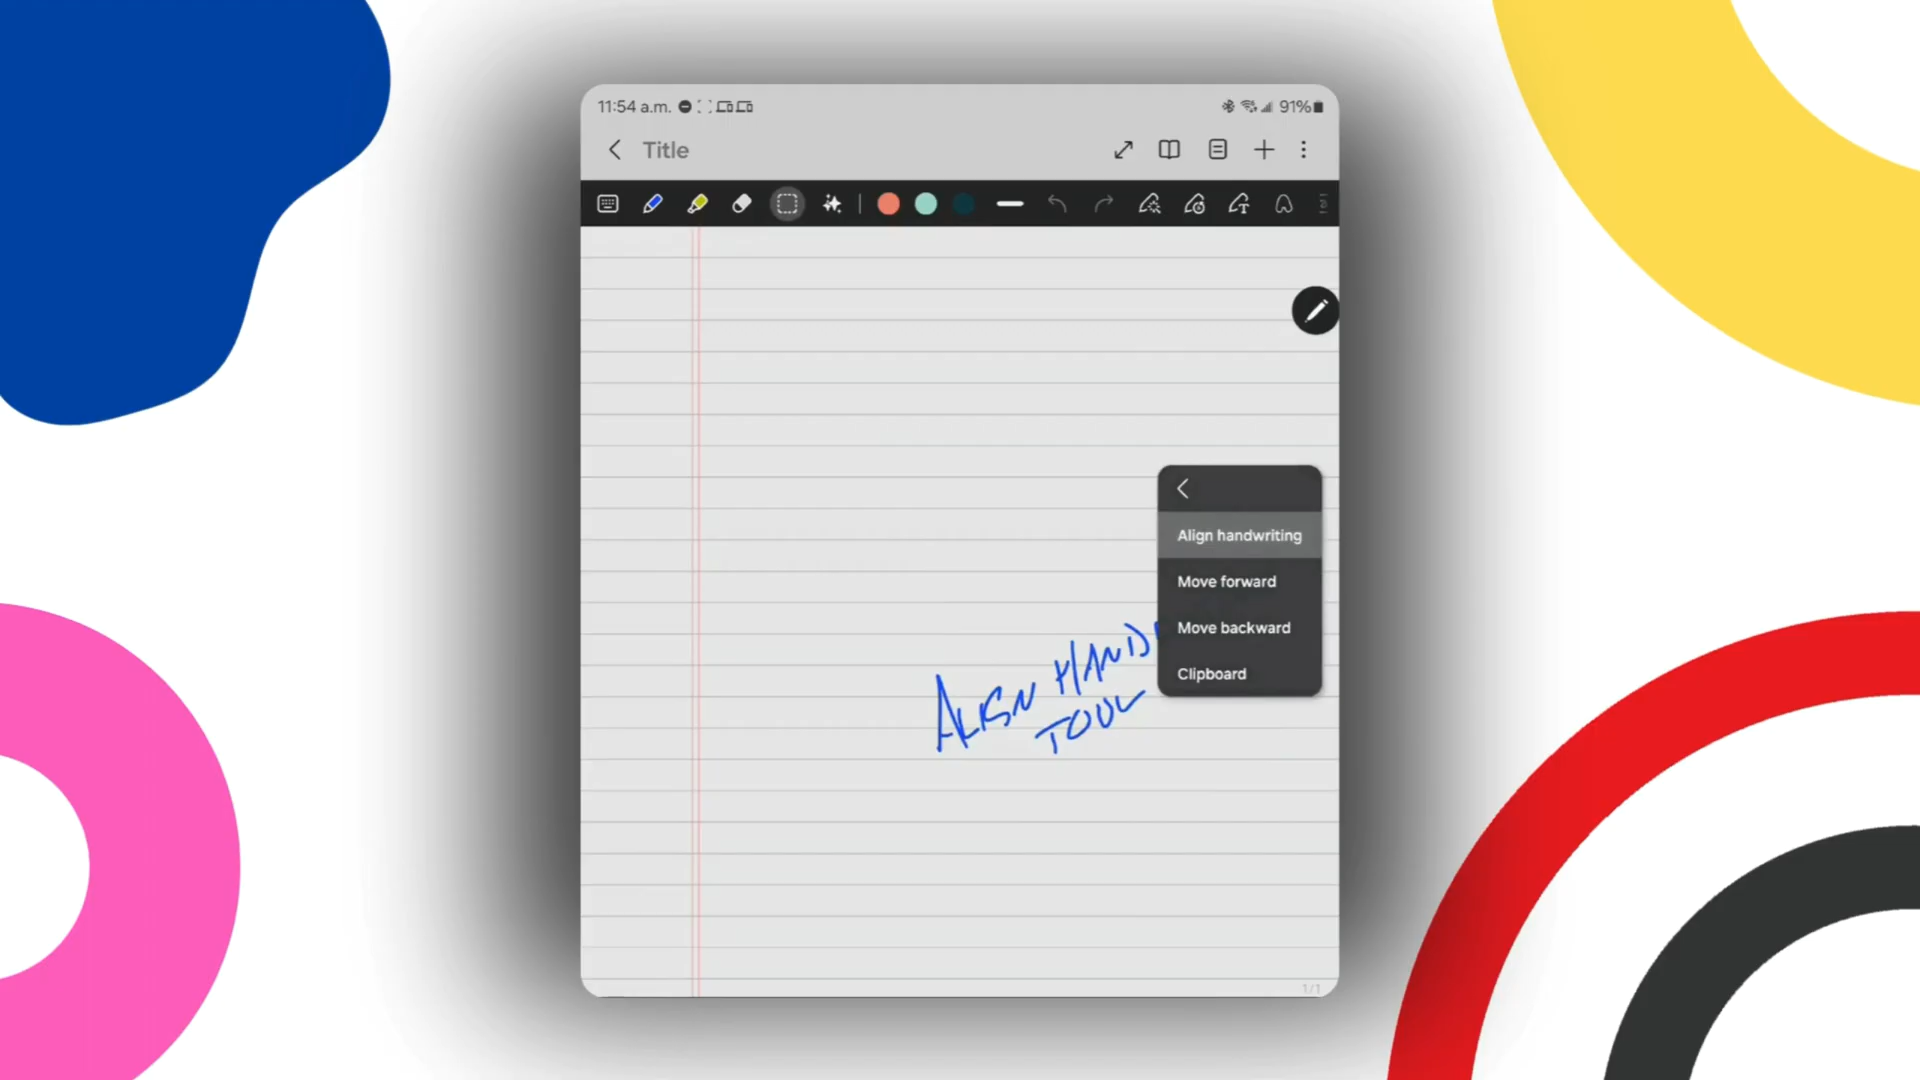 11:54 a.m.
91%
Title
Align handwriting
Move forward
Move backward
Clipboard
ALIGN HAND
TOOL
1/1